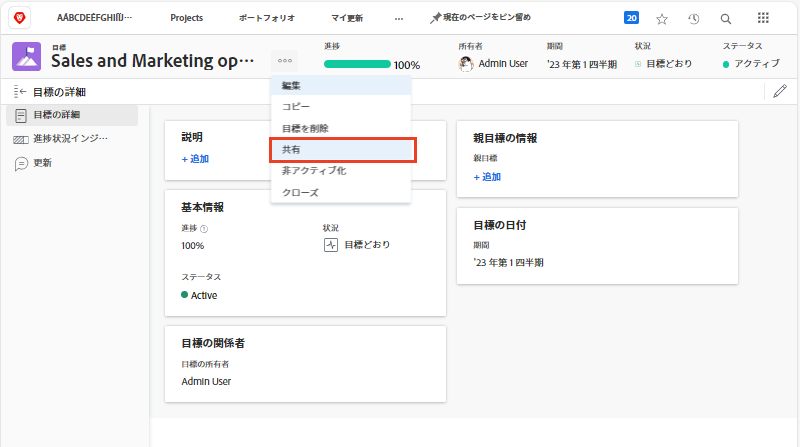 AÁBCDEÉFGHIÍÏJ···
Projects
ポートフォリオ
マイ更新
現在のページをピン留め
20
目標
Sales and Marketing op···
進捗
100%
所有者
Admin User
期間
'23 年第 1 四半期
状況
目標どおり
ステータス
アクティブ
目標の詳細
目標の詳細
進捗状況インジ···
更新
編集
コピー
目標を削除
共有
非アクティブ化
クローズ
説明
+ 追加
基本情報
進捗
100%
状況
目標どおり
ステータス
Active
目標の関係者
目標の所有者
Admin User
親目標の情報
親目標
+ 追加
目標の日付
期間
'23 年第 1 四半期